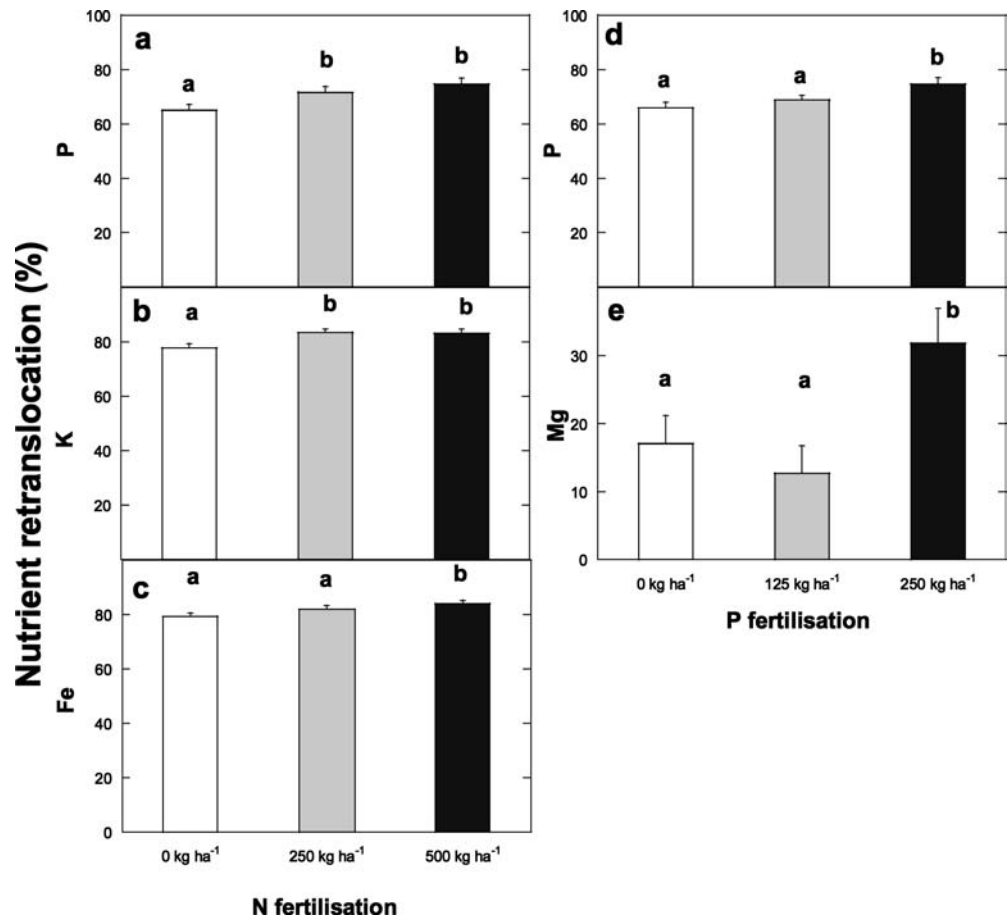 Nutrient retranslocation (%)
a
P
100
80
60
40
20
a
b
b
b
K
80
60
40
20
a
b
b
c
Fe
80
60
40
20
0
a
a
b
0 kg ha⁻¹ 250 kg ha⁻¹ 500 kg ha⁻¹
N fertilisation
d
P
100
80
60
40
20
a
a
b
e
Mg
30
20
10
0
a
a
b
0 kg ha⁻¹ 125 kg ha⁻¹ 250 kg ha⁻¹
P fertilisation